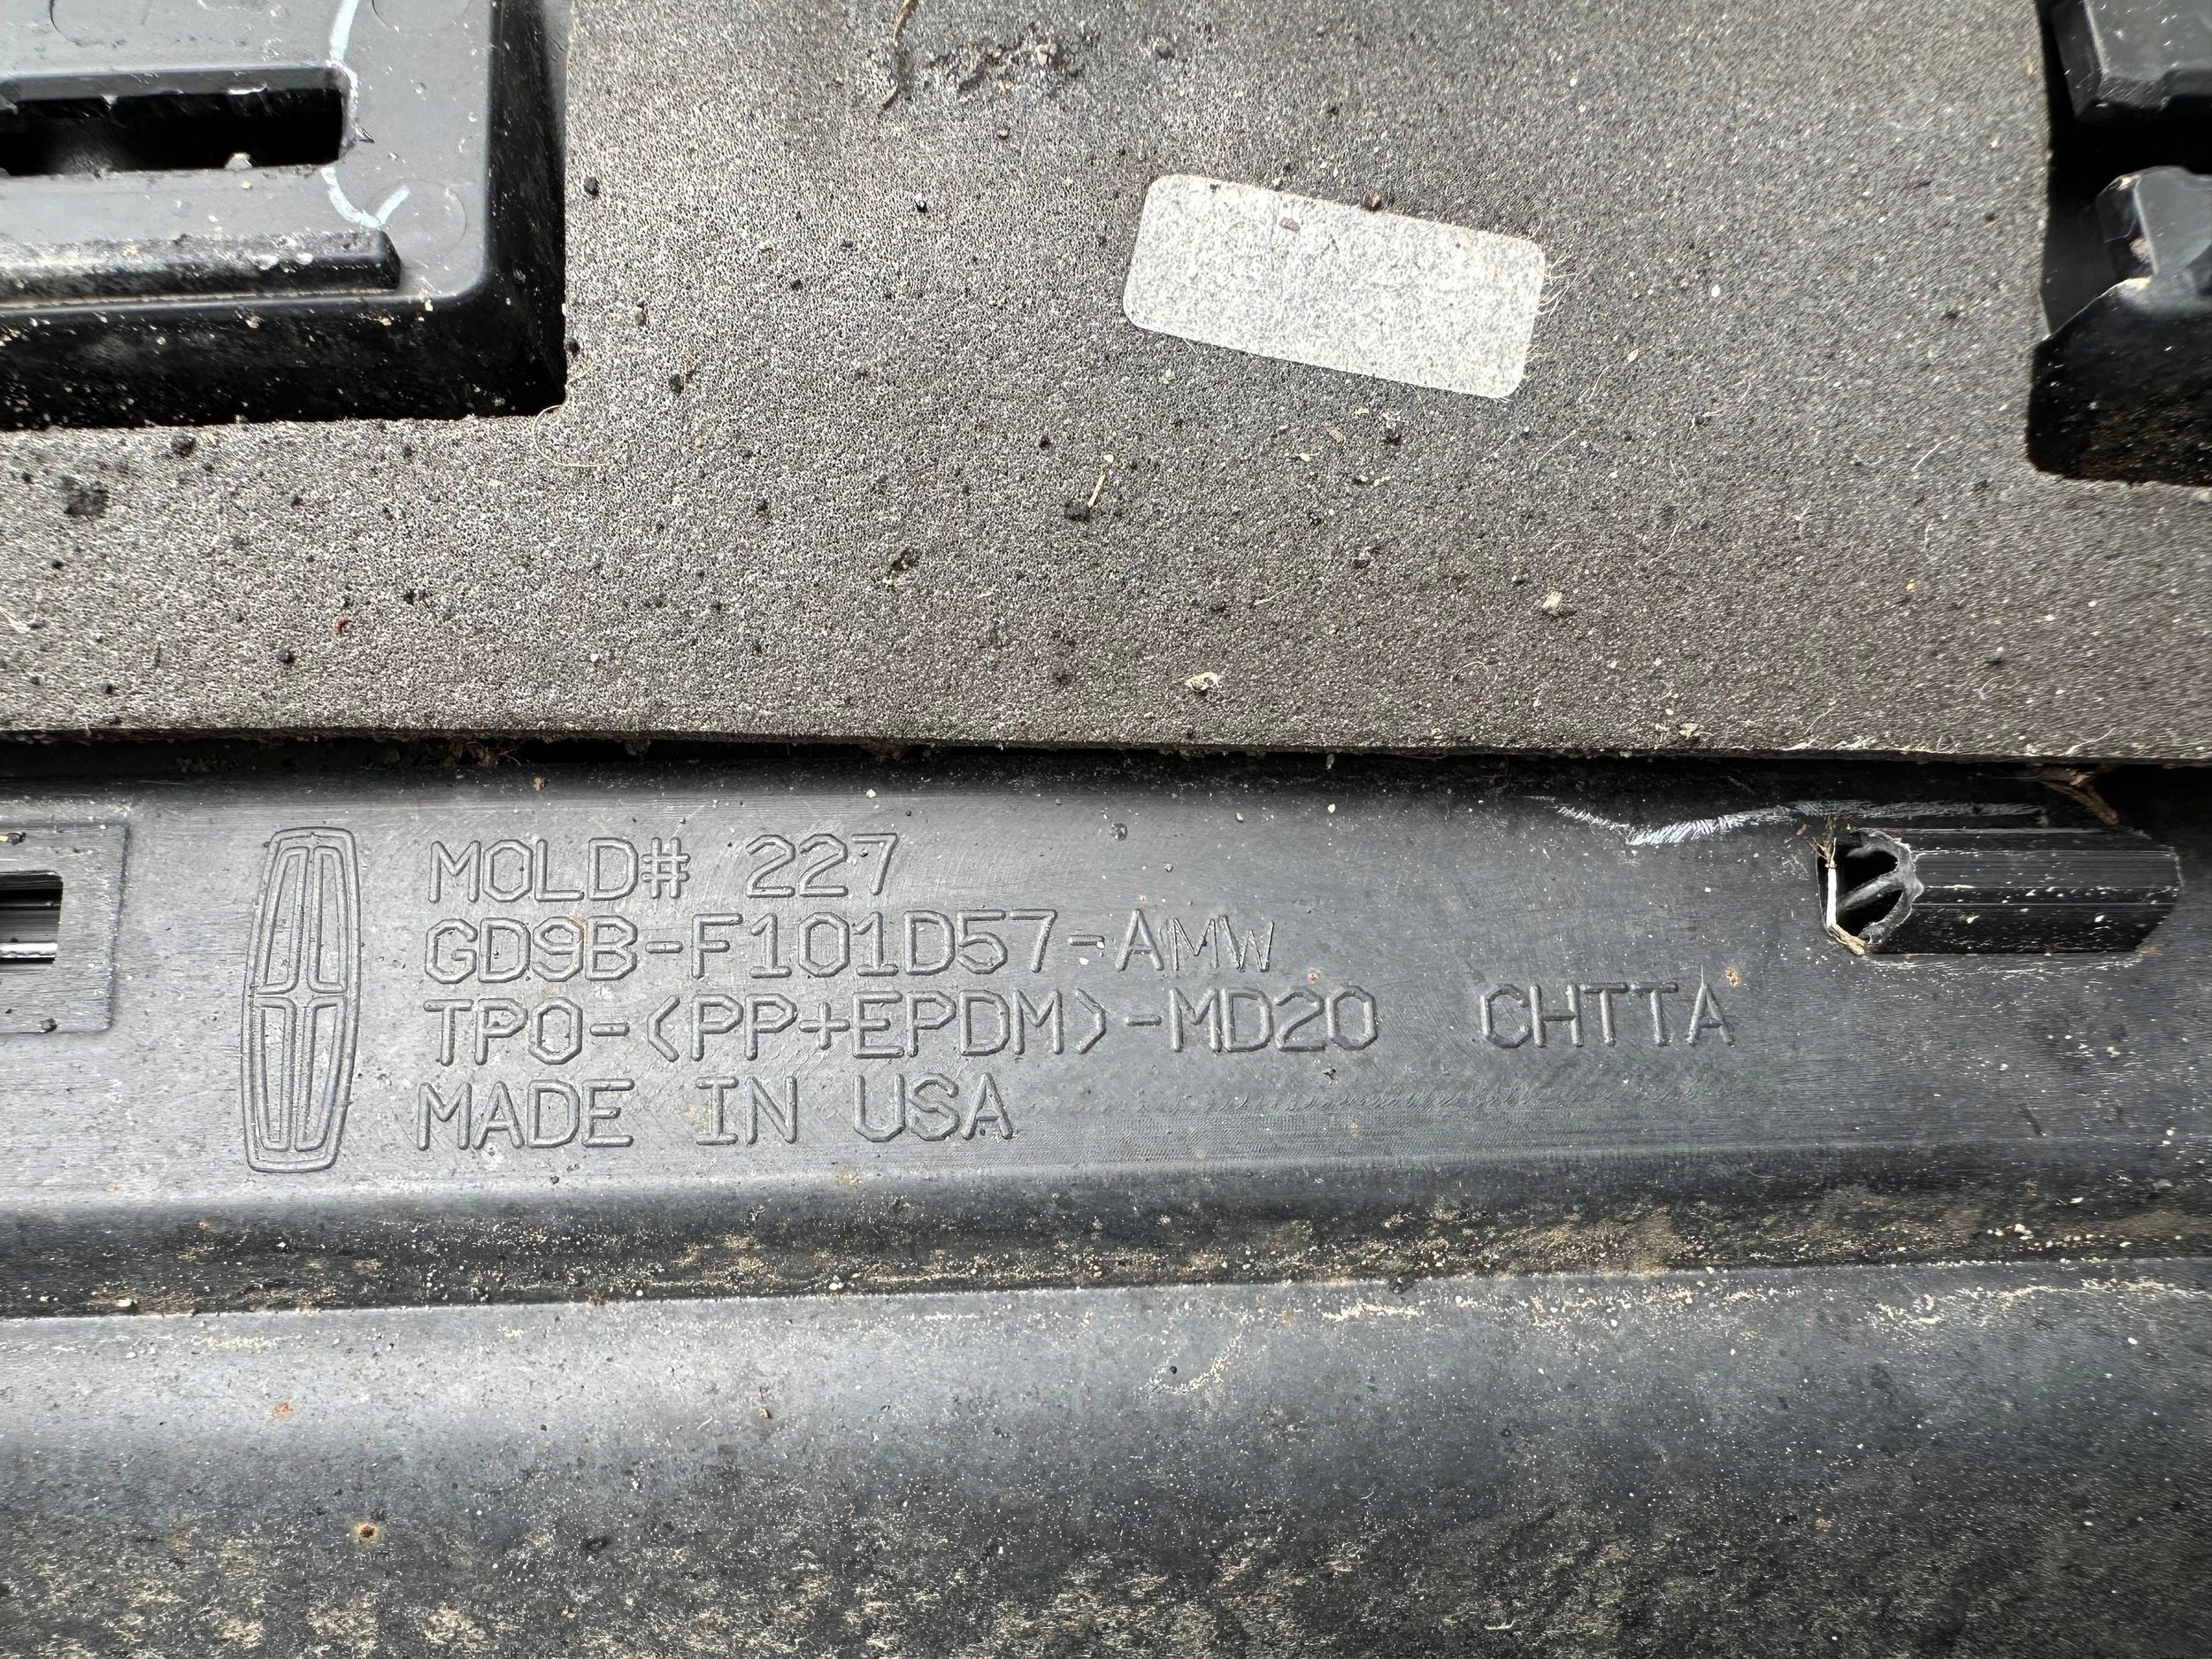 MOLD# 227
GD9B-F101D57-AMW
TPO-<PP+EPDM>-MD20 CHTTA
MADE IN USA